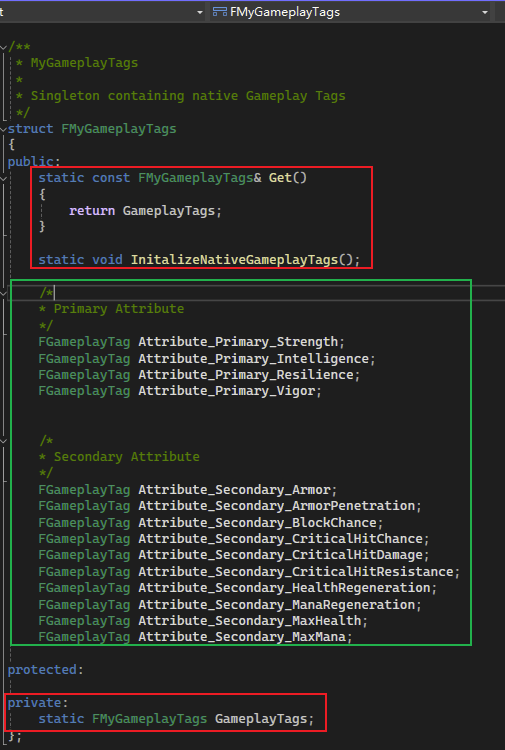 t
FMyGameplayTags
/**
* MyGameplayTags
*
* Singleton containing native Gameplay Tags
*/
struct FMyGameplayTags
{
public:
static const FMyGameplayTags& Get()
{
return GameplayTags;
}
static void InitalizeNativeGameplayTags();
/*
* Primary Attribute
*/
FGameplayTag Attribute_Primary_Strength;
FGameplayTag Attribute_Primary_Intelligence;
FGameplayTag Attribute_Primary_Resilience;
FGameplayTag Attribute_Primary_Vigor;
/*
* Secondary Attribute
*/
FGameplayTag Attribute_Secondary_Armor;
FGameplayTag Attribute_Secondary_ArmorPenetration;
FGameplayTag Attribute_Secondary_BlockChance;
FGameplayTag Attribute_Secondary_CriticalHitChance;
FGameplayTag Attribute_Secondary_CriticalHitDamage;
FGameplayTag Attribute_Secondary_CriticalHitResistance;
FGameplayTag Attribute_Secondary_HealthRegeneration;
FGameplayTag Attribute_Secondary_ManaRegeneration;
FGameplayTag Attribute_Secondary_MaxHealth;
FGameplayTag Attribute_Secondary_MaxMana;
protected:
private:
static FMyGameplayTags GameplayTags;
};